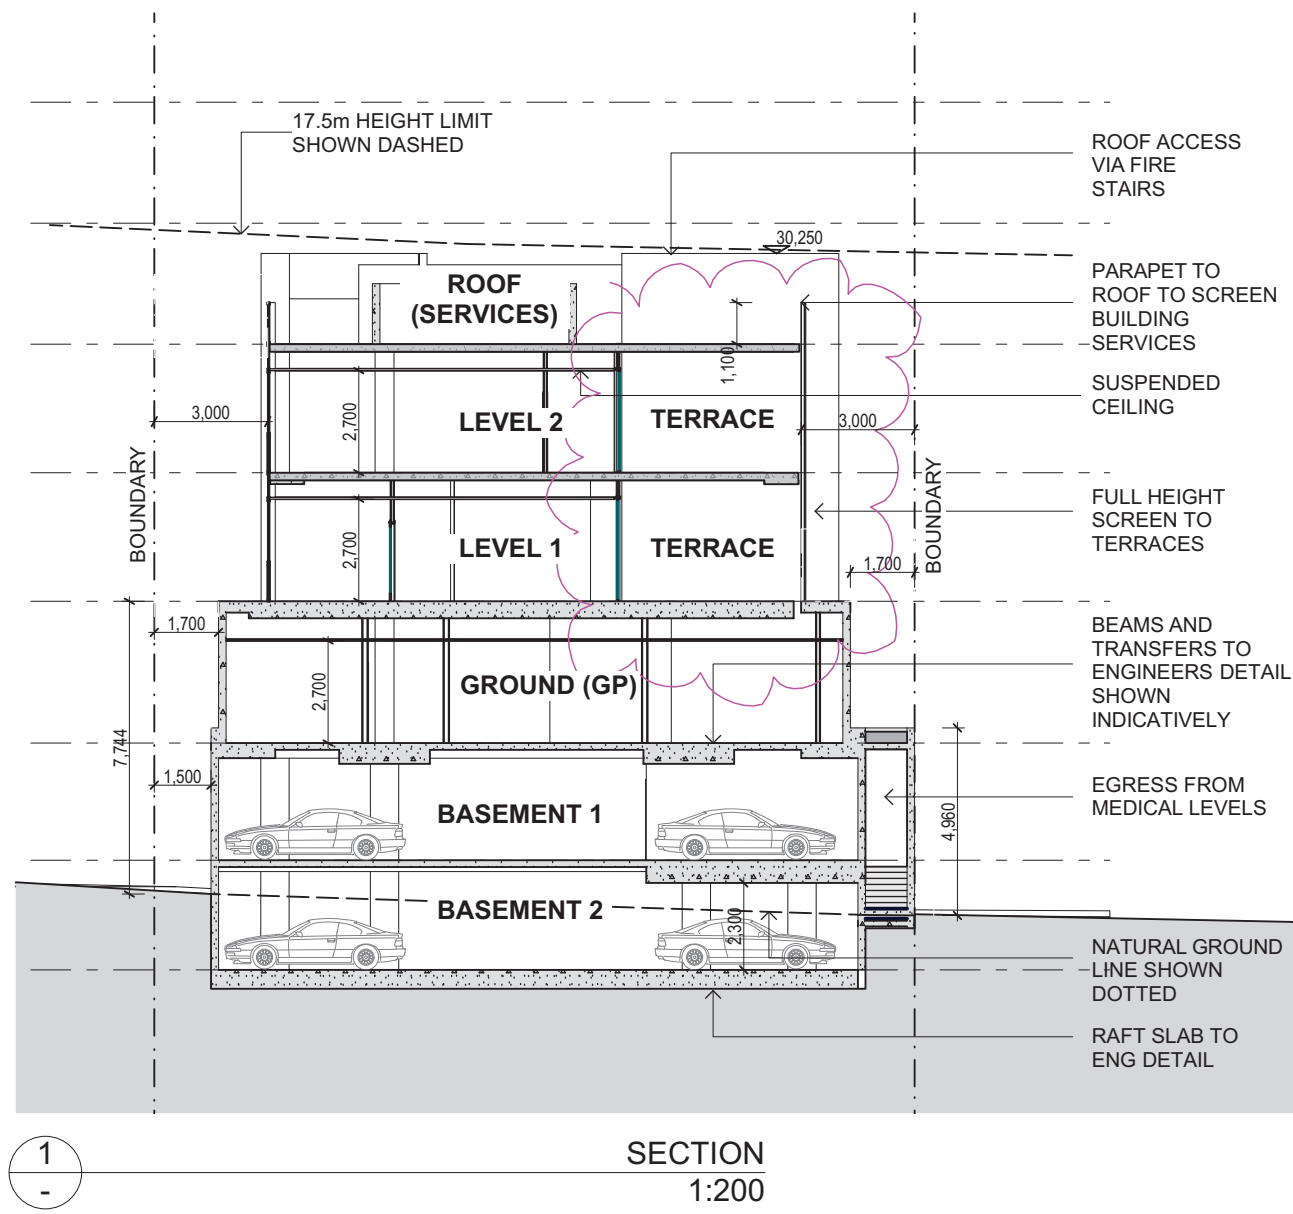 17.5m HEIGHT LIMIT
SHOWN DASHED
ROOF ACCESS
VIA FIRE
STAIRS
30,250
PARAPET TO
ROOF TO SCREEN
BUILDING
SERVICES
ROOF
(SERVICES)
1,100
SUSPENDED
CEILING
3,000
2,700
LEVEL 2
TERRACE
3,000
BOUNDARY
BOUNDARY
FULL HEIGHT
SCREEN TO
TERRACES
2,700
LEVEL 1
TERRACE
1,700
1,700
BEAMS AND
TRANSFERS TO
ENGINEERS DETAIL
SHOWN
INDICATIVELY
2,700
GROUND (GP)
7,744
1,500
EGRESS FROM
MEDICAL LEVELS
BASEMENT 1
4,960
BASEMENT 2
2,300
NATURAL GROUND
LINE SHOWN
DOTTED
RAFT SLAB TO
ENG DETAIL
1
-
SECTION
1:200